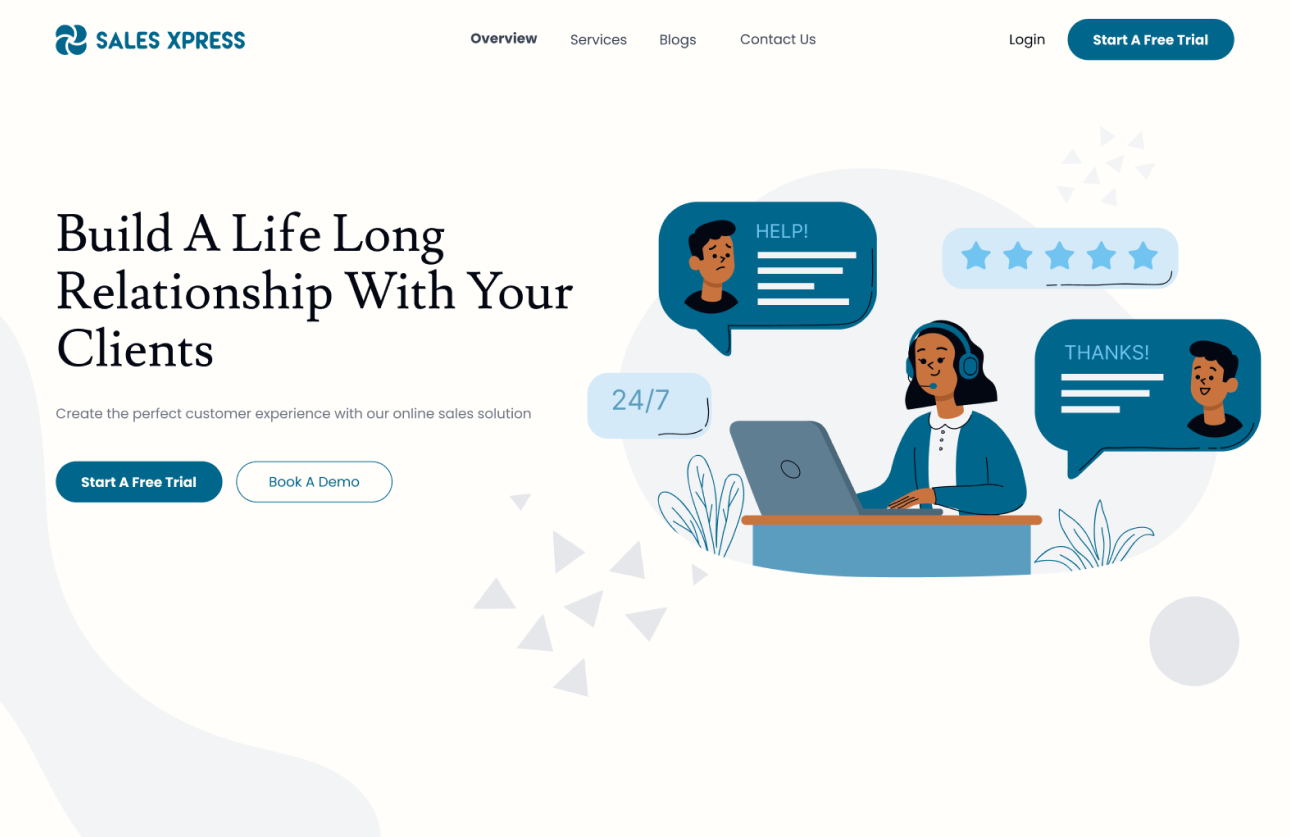 SALES XPRESS
Overview
Services
Blogs
Contact Us
Login
Start A Free Trial
Build A Life Long
Relationship With Your
Clients
Create the perfect customer experience with our online sales solution
Start A Free Trial
Book A Demo
HELP!
THANKS!
24/7